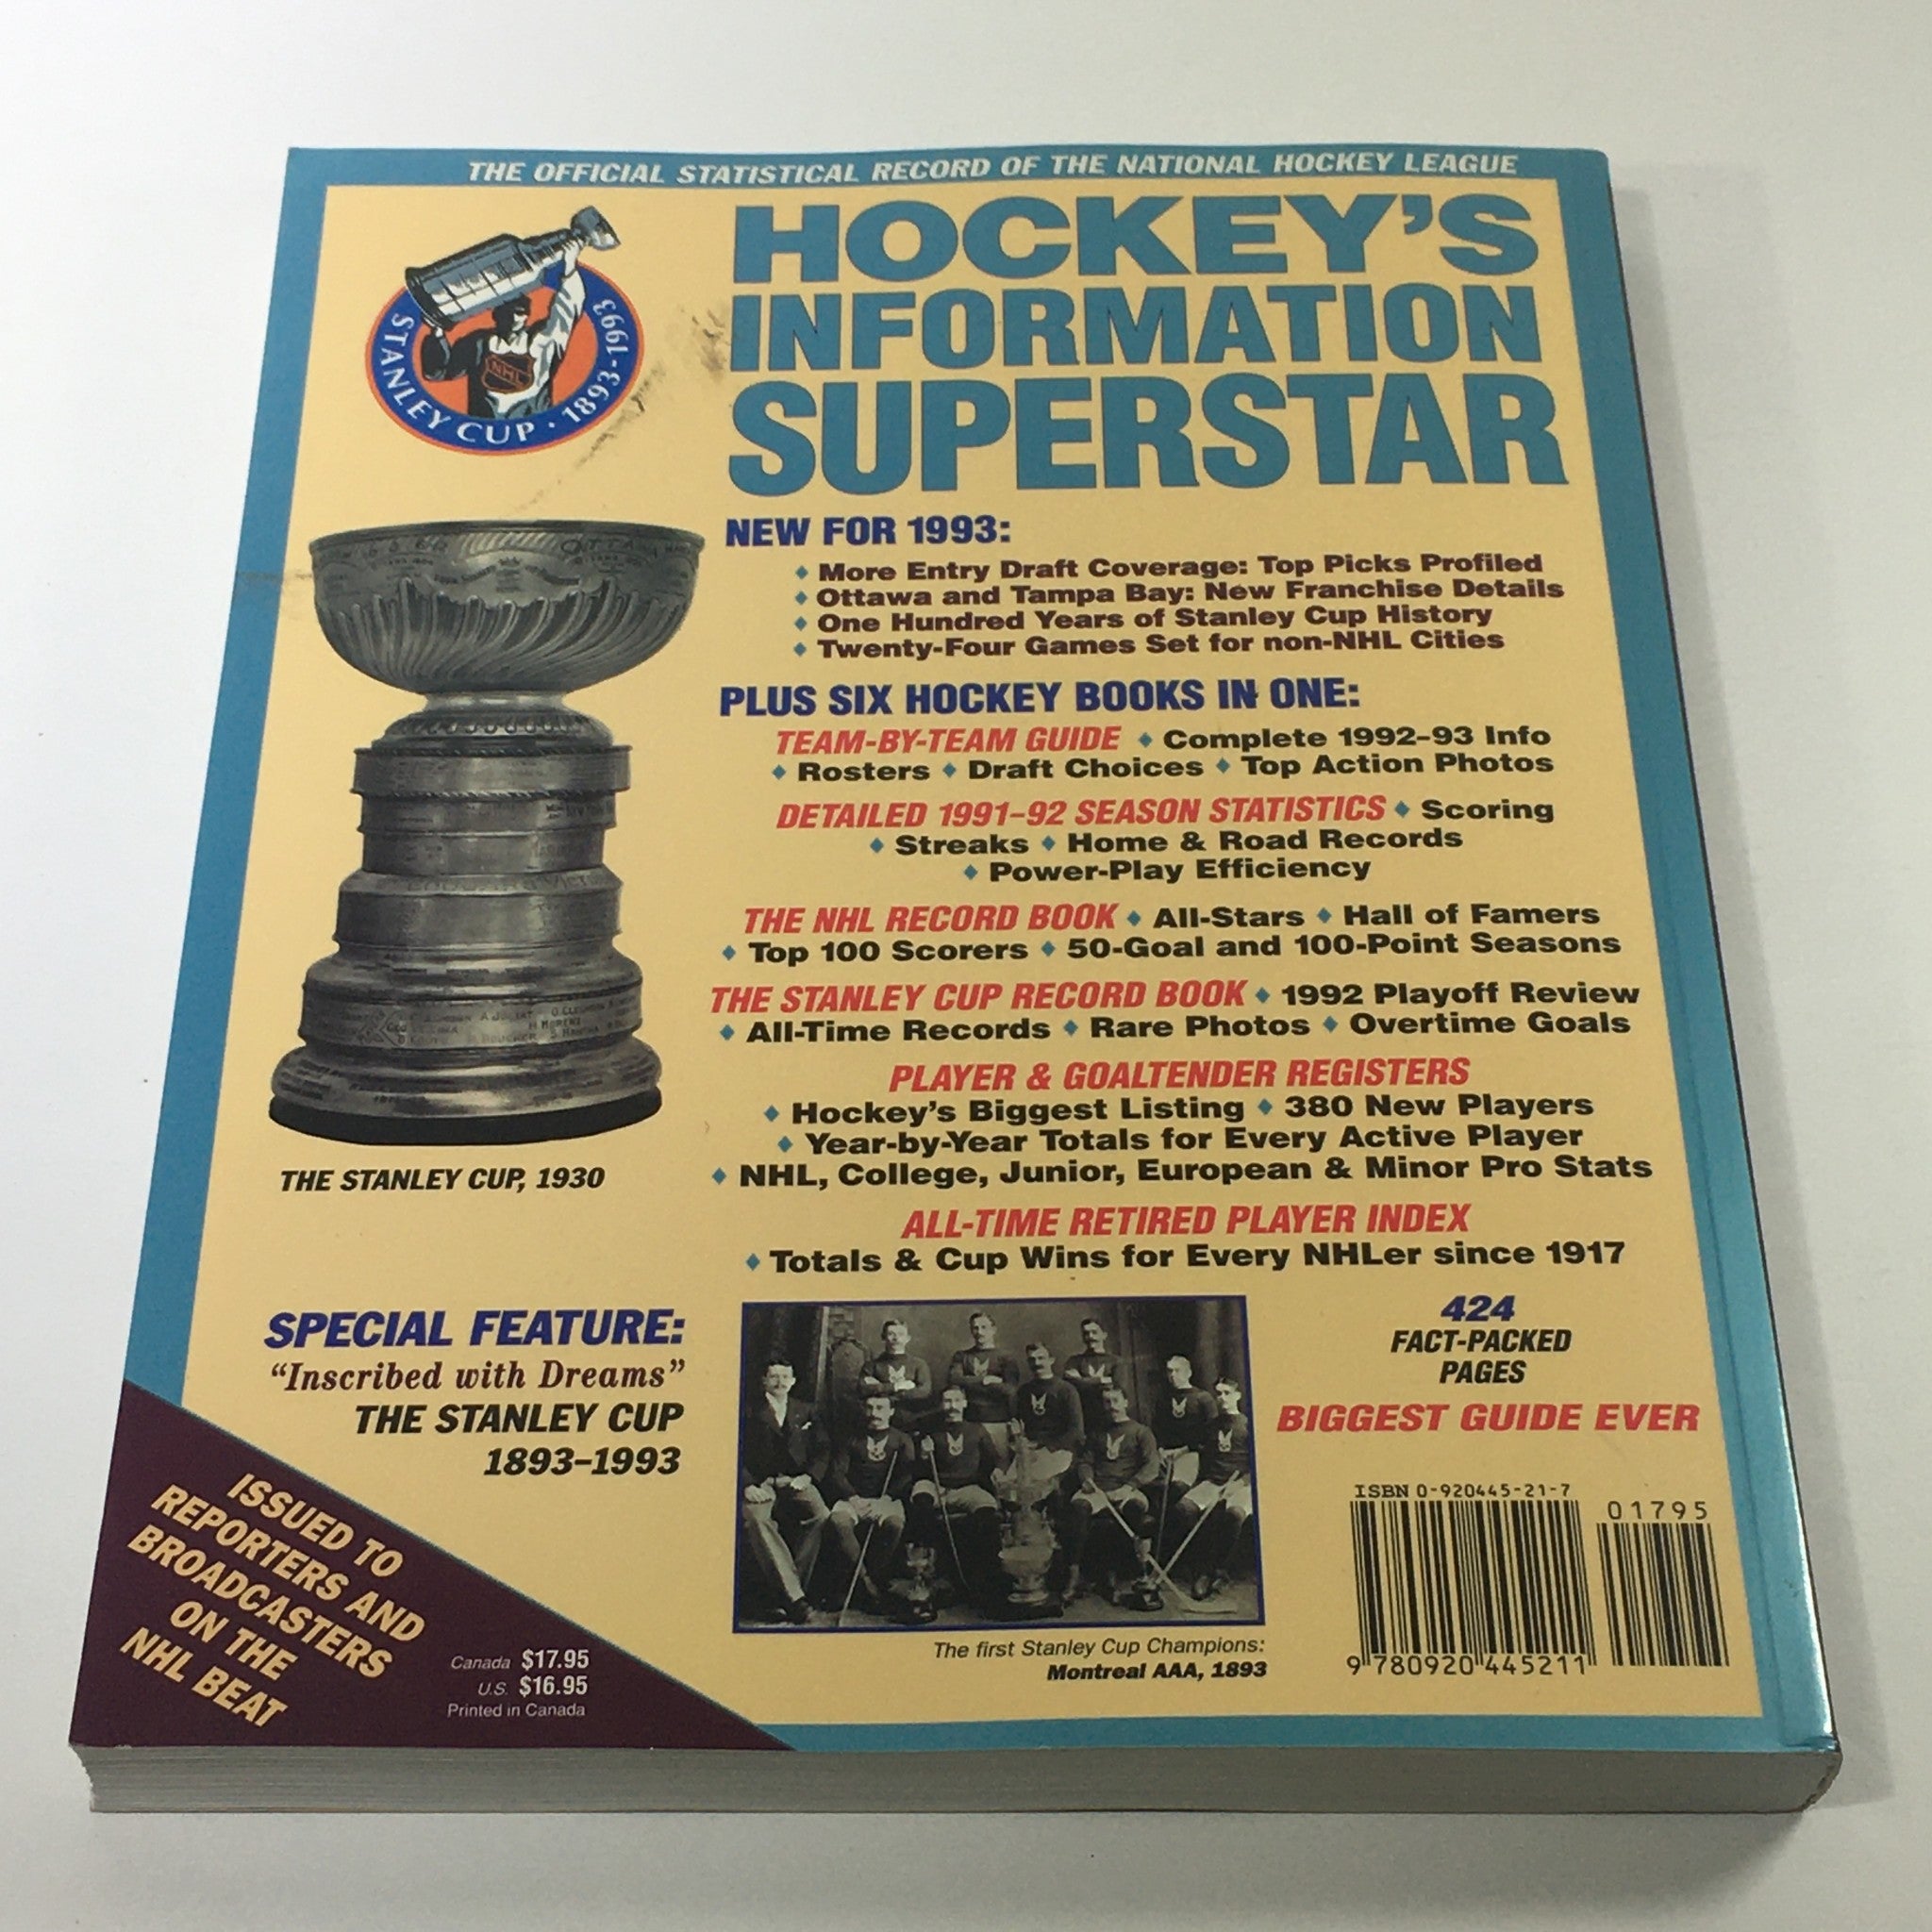 THE OFFICIAL STATISTICAL RECORD OF THE NATIONAL HOCKEY LEAGUE
STANLEY CUP · 1893-1993
NHL
HOCKEY'S
INFORMATION
SUPERSTAR
NEW FOR 1993:
♦ More Entry Draft Coverage: Top Picks Profiled
♦ Ottawa and Tampa Bay: New Franchise Details
♦ One Hundred Years of Stanley Cup History
♦ Twenty-Four Games Set for non-NHL Cities
PLUS SIX HOCKEY BOOKS IN ONE:
TEAM-BY-TEAM GUIDE ♦ Complete 1992–93 Info
♦ Rosters ♦ Draft Choices ♦ Top Action Photos
DETAILED 1991–92 SEASON STATISTICS ♦ Scoring
♦ Streaks ♦ Home & Road Records
♦ Power-Play Efficiency
THE NHL RECORD BOOK ♦ All-Stars ♦ Hall of Famers
♦ Top 100 Scorers ♦ 50-Goal and 100-Point Seasons
THE STANLEY CUP RECORD BOOK ♦ 1992 Playoff Review
♦ All-Time Records ♦ Rare Photos ♦ Overtime Goals
PLAYER & GOALTENDER REGISTERS
♦ Hockey's Biggest Listing ♦ 380 New Players
♦ Year-by-Year Totals for Every Active Player
♦ NHL, College, Junior, European & Minor Pro Stats
ALL-TIME RETIRED PLAYER INDEX
♦ Totals & Cup Wins for Every NHLer since 1917
THE STANLEY CUP, 1930
SPECIAL FEATURE:
“Inscribed with Dreams”
THE STANLEY CUP
1893–1993
424
FACT-PACKED
PAGES
BIGGEST GUIDE EVER
ISBN 0-920445-21-7
01795
9 780920 445211
The first Stanley Cup Champions:
Montreal AAA, 1893
ISSUED TO
REPORTERS AND
BROADCASTERS
ON THE
NHL BEAT
Canada $17.95
U.S. $16.95
Printed in Canada